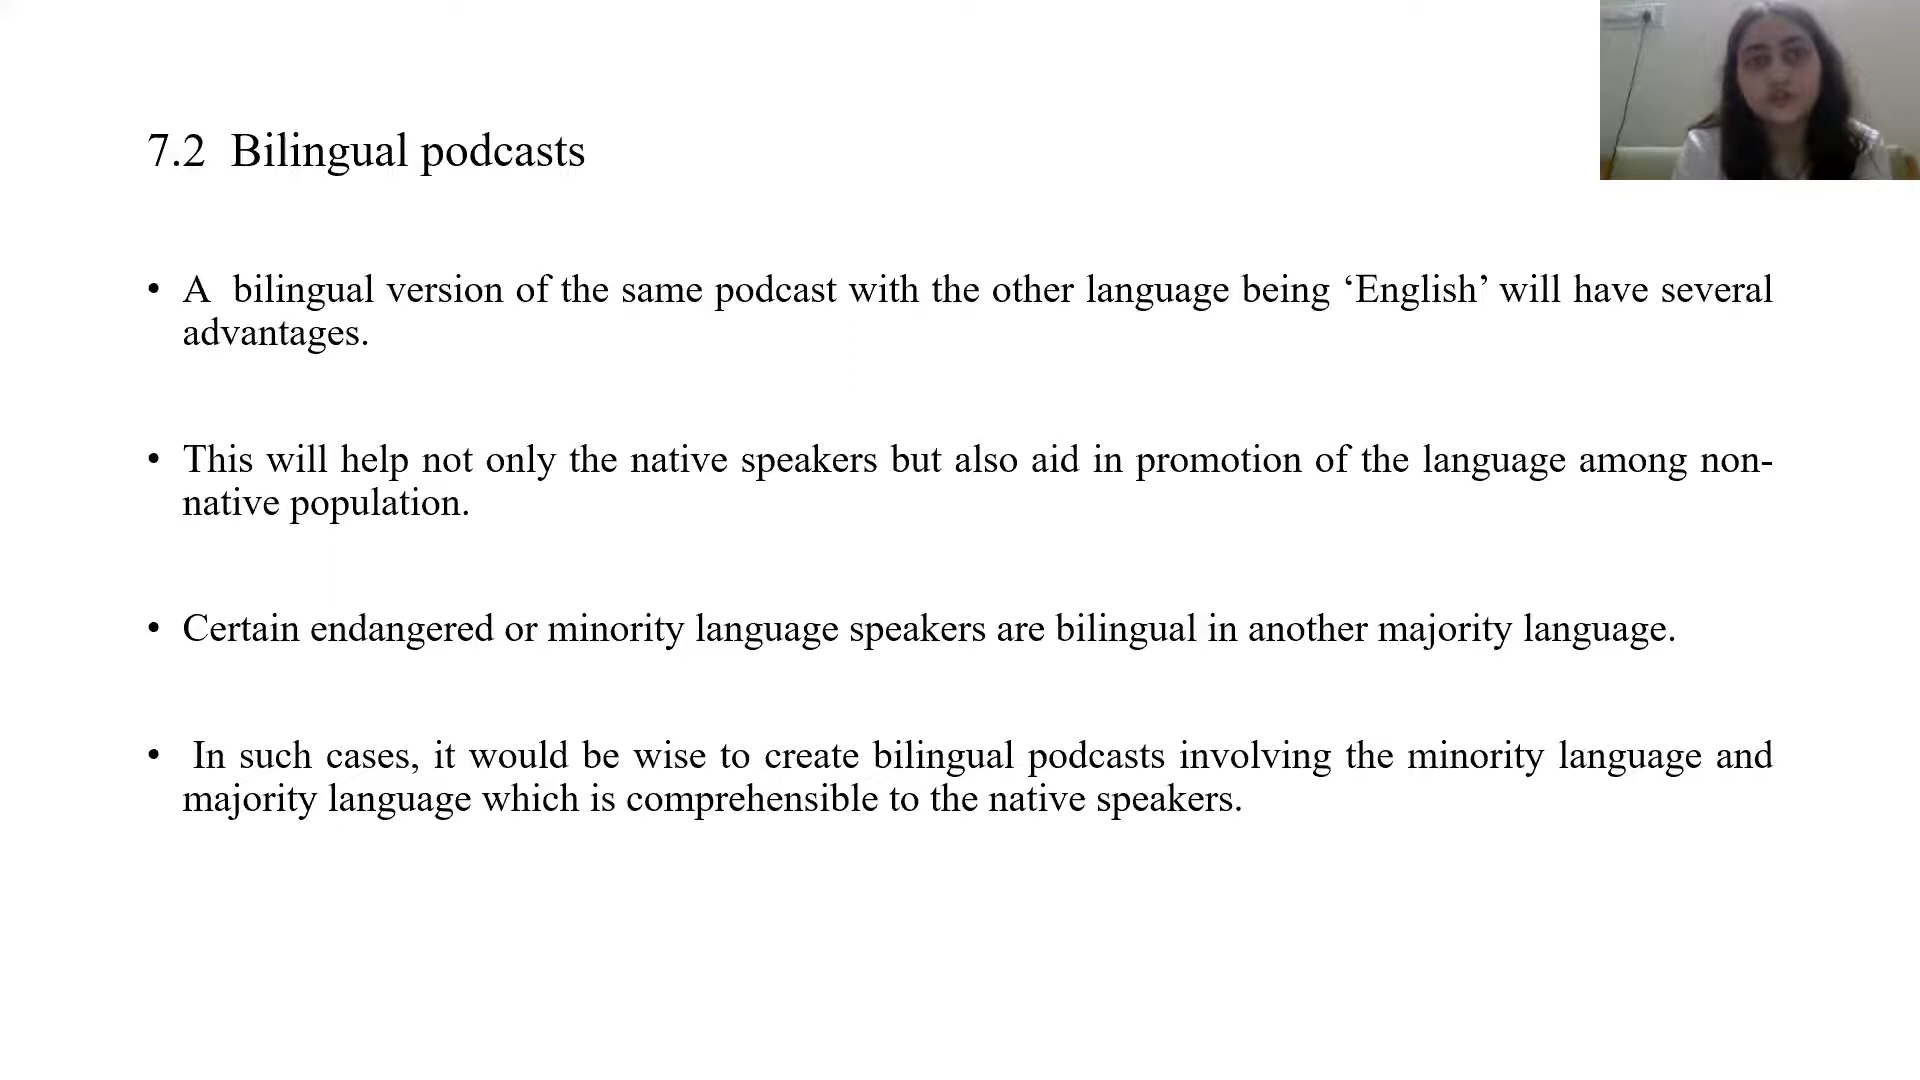 7.2 Bilingual podcasts
• A bilingual version of the same podcast with the other language being ‘English’ will have several
advantages.
• This will help not only the native speakers but also aid in promotion of the language among non-
native population.
• Certain endangered or minority language speakers are bilingual in another majority language.
• In such cases, it would be wise to create bilingual podcasts involving the minority language and
majority language which is comprehensible to the native speakers.